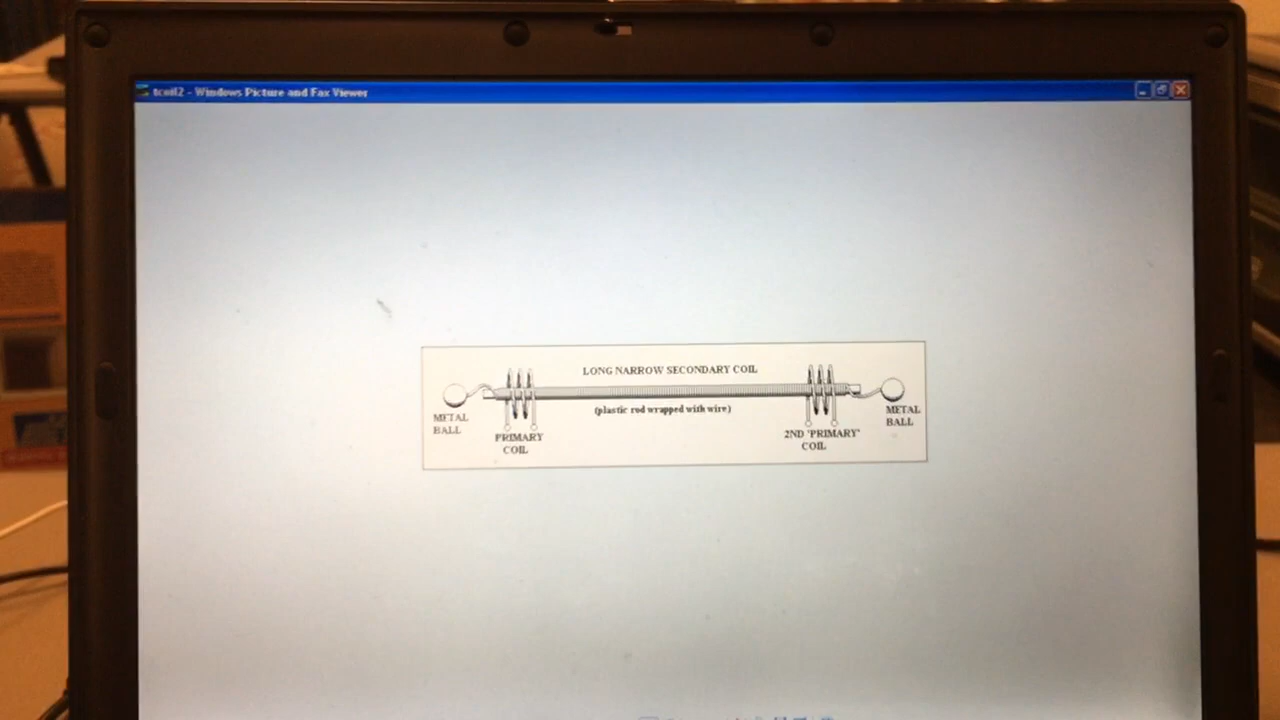 tcoil2 - Windows Picture and Fax Viewer
LONG NARROW SECONDARY COIL
(plastic rod wrapped with wire)
METAL
BALL
PRIMARY
COIL
2ND 'PRIMARY'
COIL
METAL
BALL